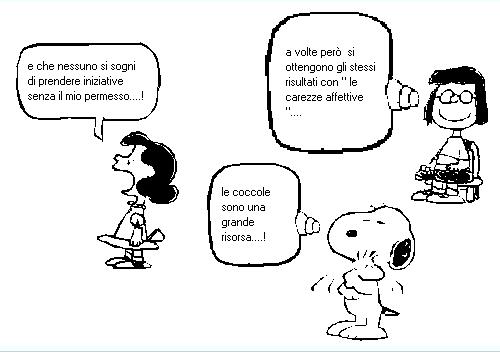 e che nessuno si sogni
di prendere iniziative
senza il mio permesso....!
a volte però si
ottengono gli stessi
risultati con " le
carezze affettive
"....
le coccole
sono una
grande
risorsa....!